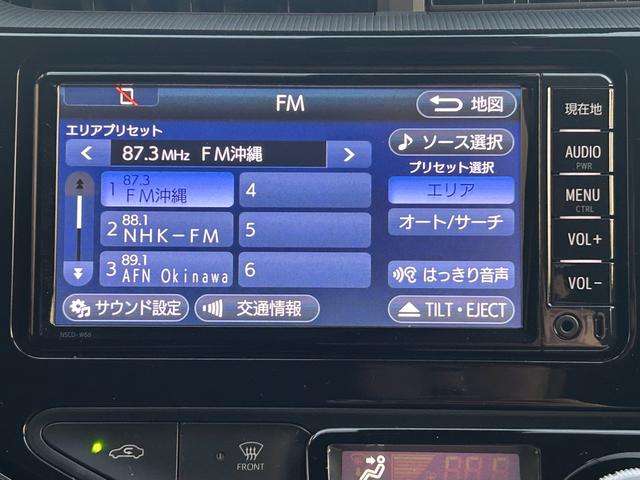 FM
地図
エリアプリセット
87.3 MHz FM沖縄
ソース選択
プリセット選択
1 87.3 FM沖縄
4
エリア
2 88.1 NHK-FM
5
オート/サーチ
3 89.1 AFN Okinawa
6
はっきり音声
サウンド設定
交通情報
TILT・EJECT
現在地
AUDIO
PWR
MENU
CTRL
VOL+
VOL-
NSCD-W66
FRONT